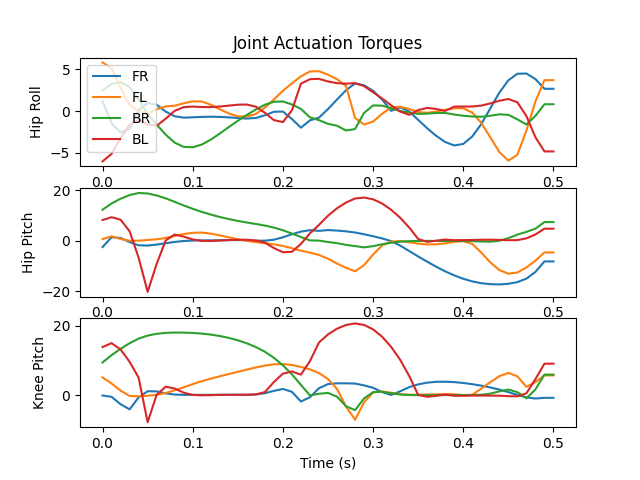 Joint Actuation Torques
Hip Roll
5
0
−5
FR
FL
BR
BL
0.0 0.1 0.2 0.3 0.4 0.5
Hip Pitch
20
0
−20
0.0 0.1 0.2 0.3 0.4 0.5
Knee Pitch
20
0
0.0 0.1 0.2 0.3 0.4 0.5
Time (s)